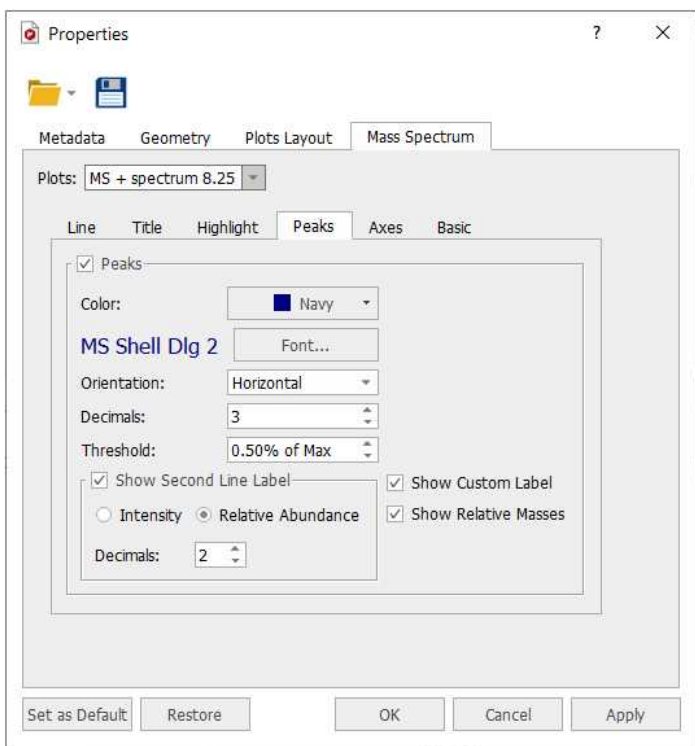 Properties
?
Metadata Geometry Plots Layout Mass Spectrum
Plots: MS + spectrum 8.25
Line Title Highlight Peaks Axes Basic
Peaks
Color: Navy
MS Shell Dlg 2 Font...
Orientation: Horizontal
Decimals: 3
Threshold: 0.50% of Max
Show Second Line Label Show Custom Label
Intensity Relative Abundance Show Relative Masses
Decimals: 2
Set as Default Restore OK Cancel Apply